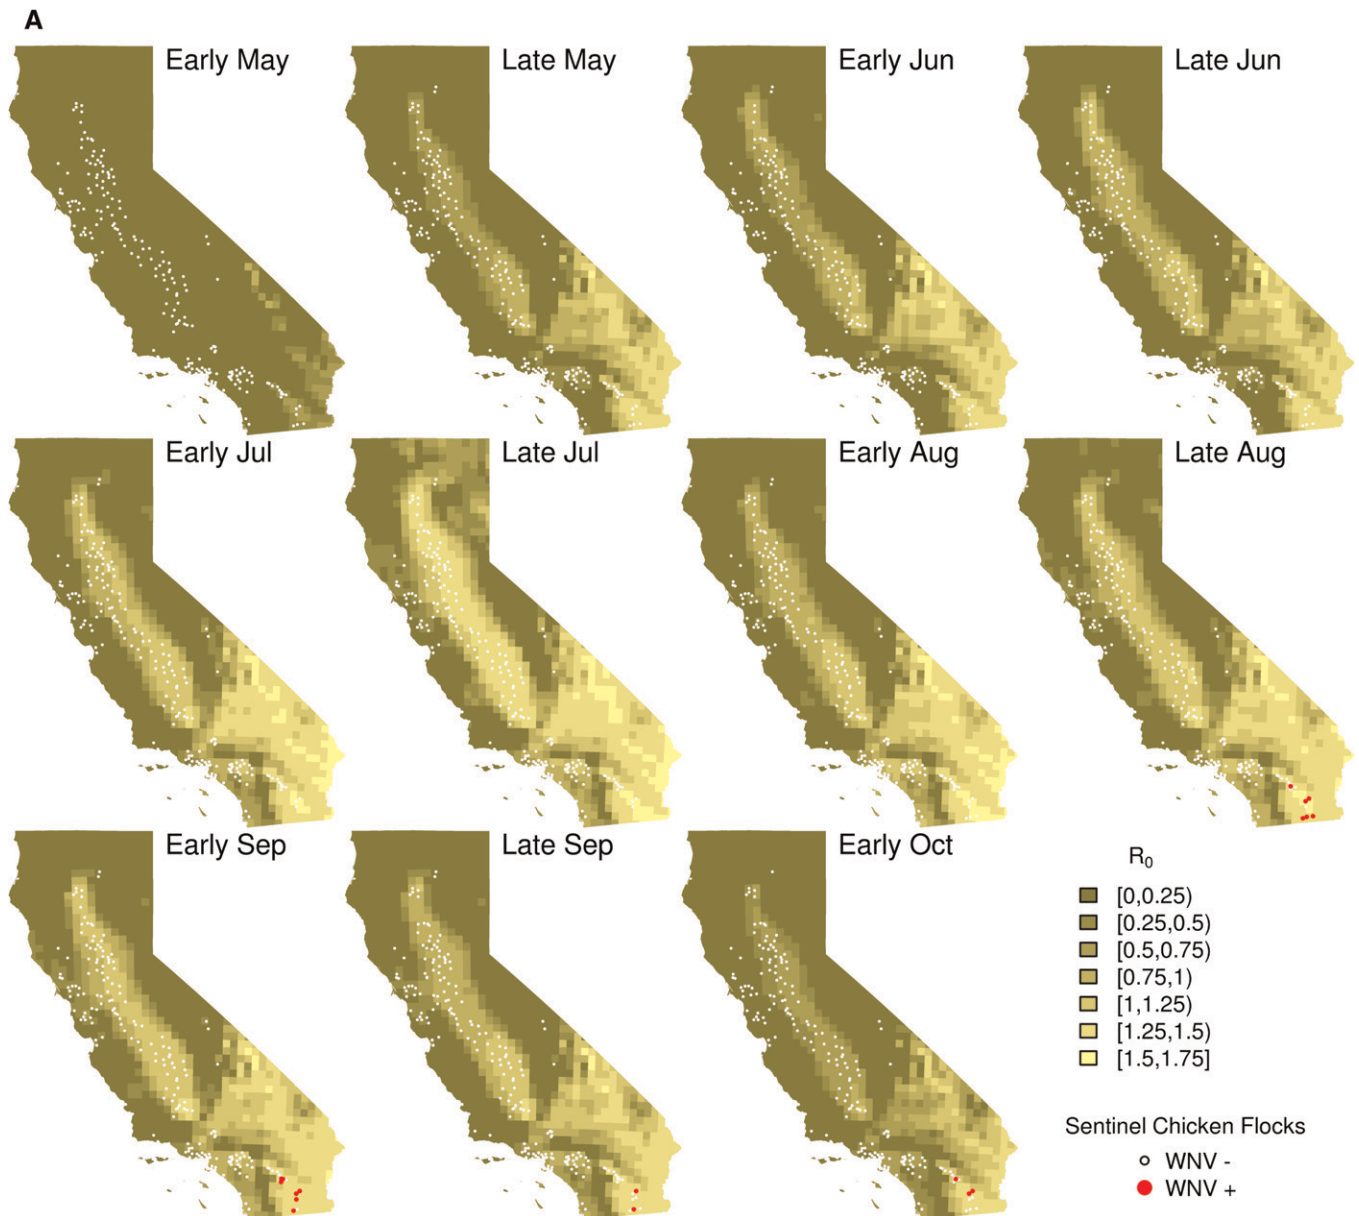 A
Early May
Late May
Early Jun
Late Jun
Early Jul
Late Jul
Early Aug
Late Aug
Early Sep
Late Sep
Early Oct
R₀
[0,0.25)
[0.25,0.5)
[0.5,0.75)
[0.75,1)
[1,1.25)
[1.25,1.5)
[1.5,1.75]
Sentinel Chicken Flocks
WNV -
WNV +